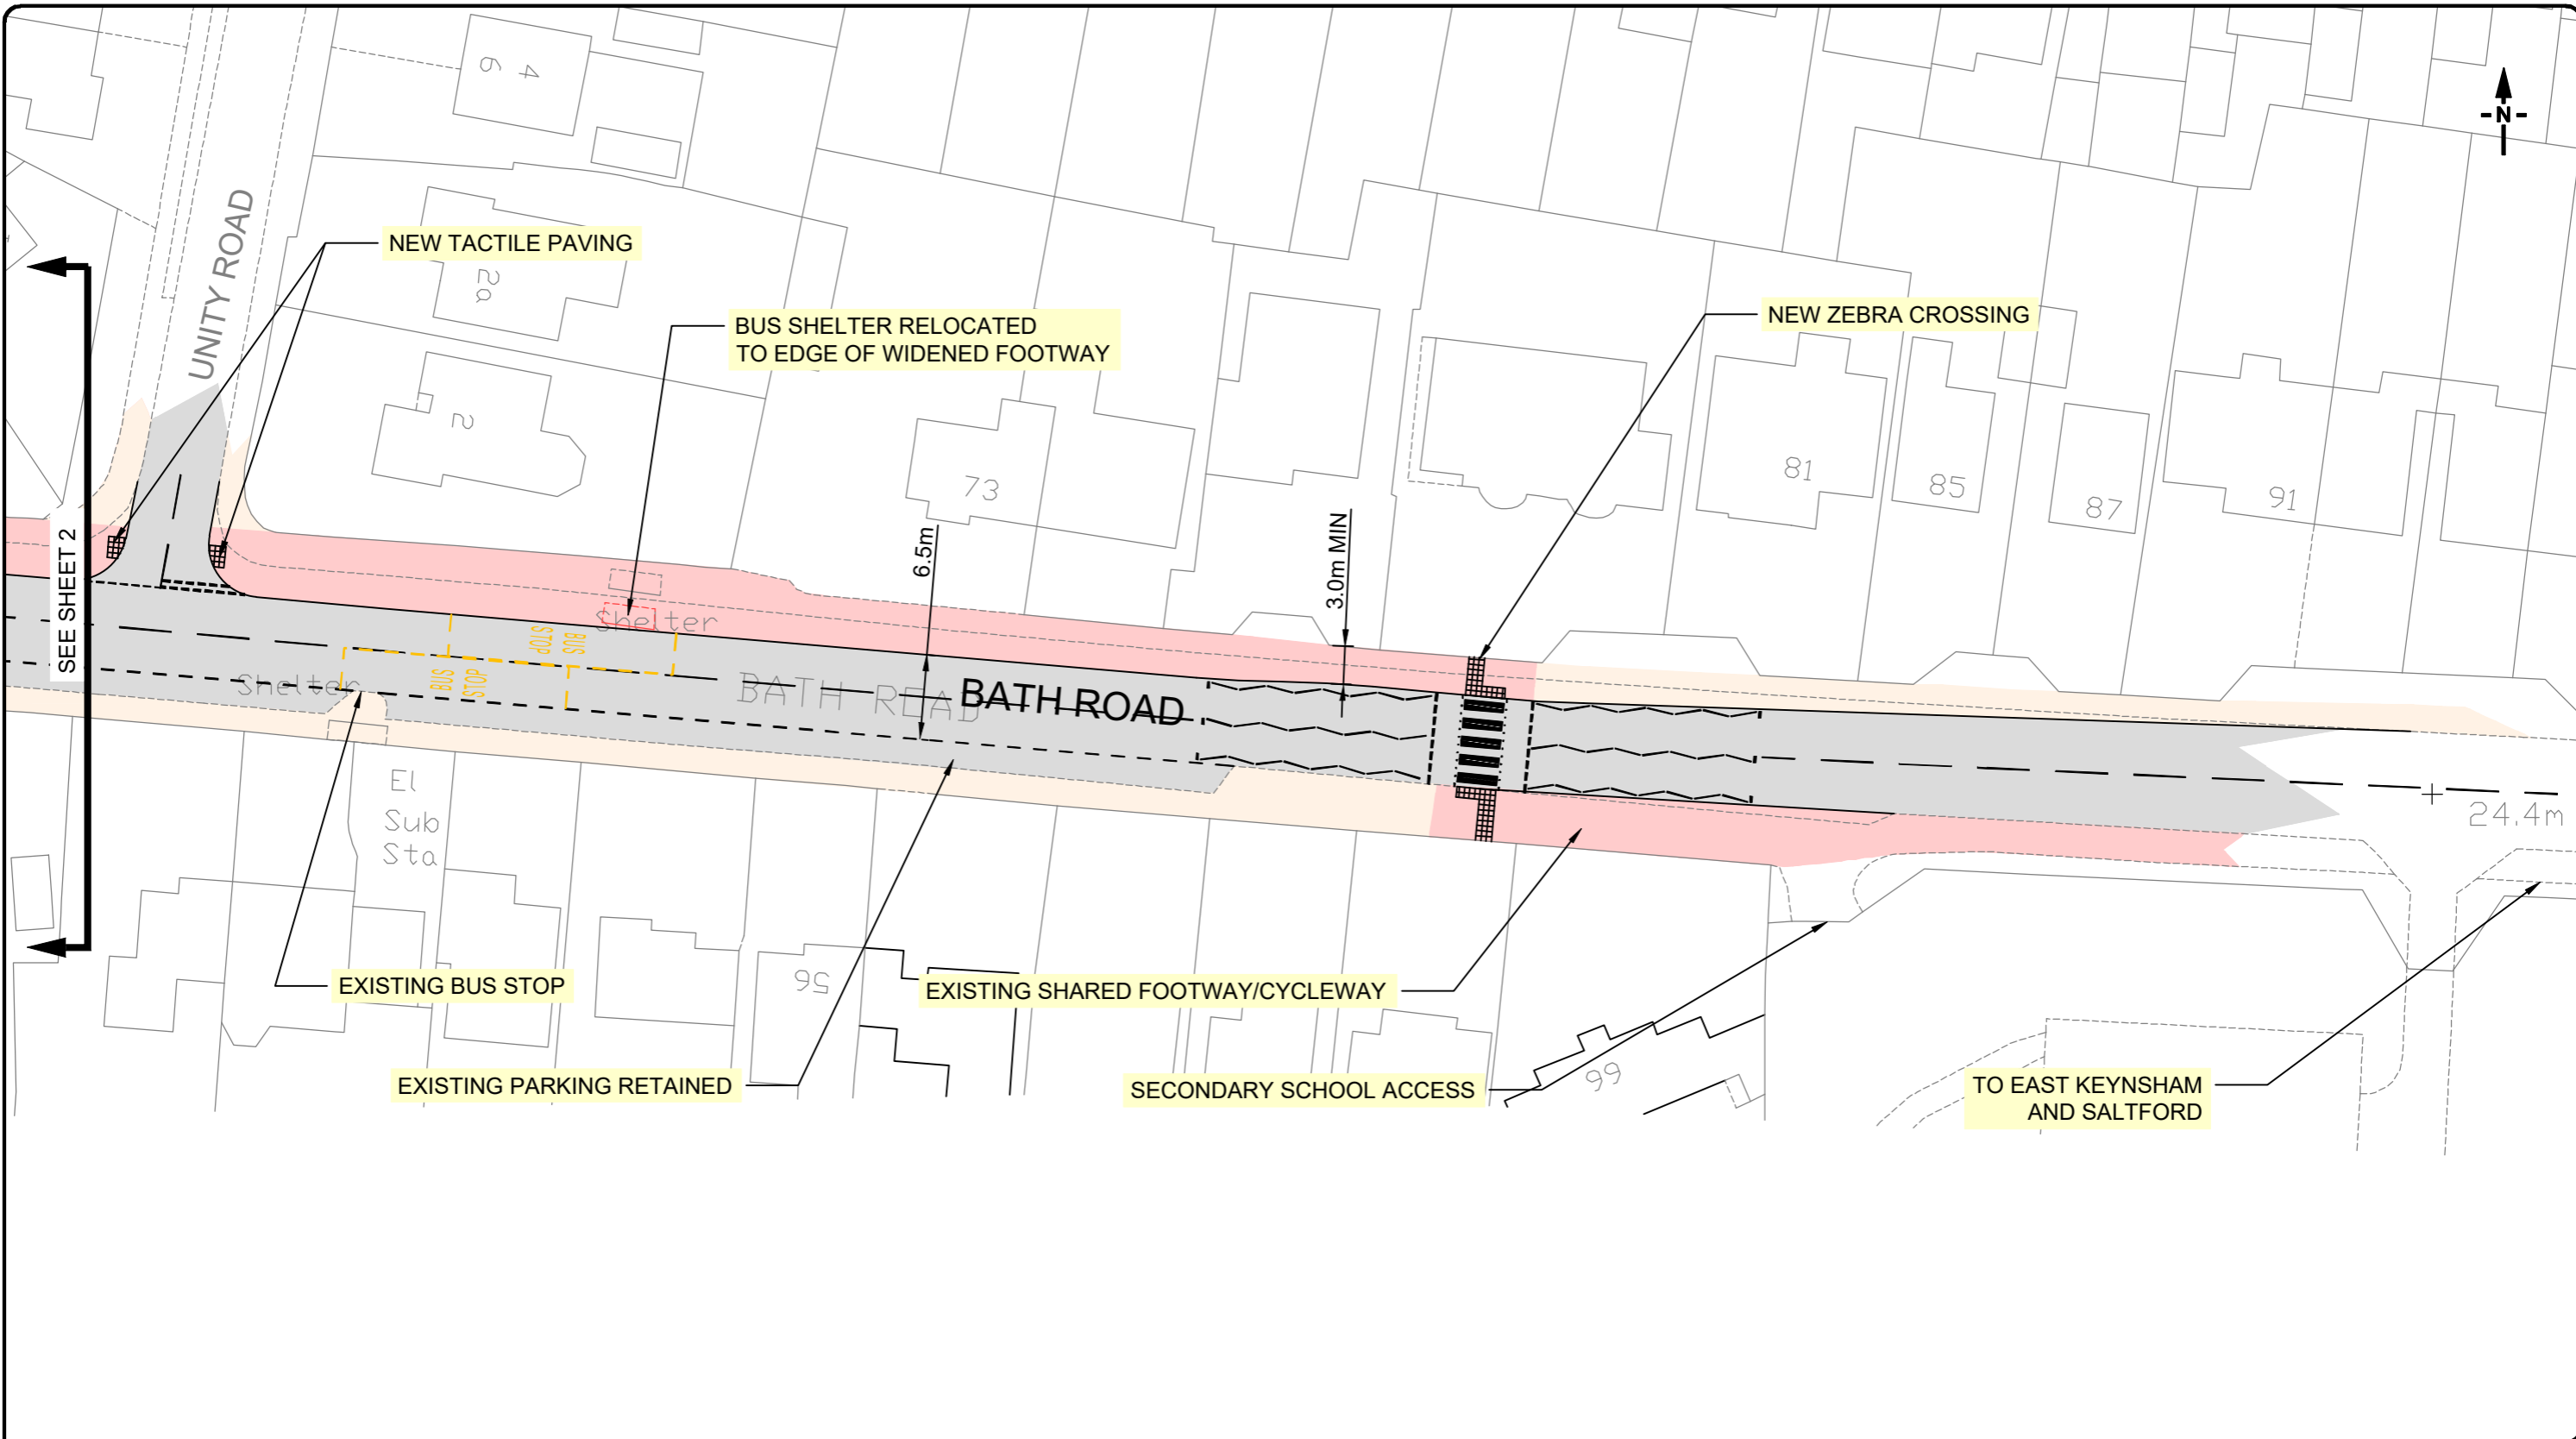 N
4
6
UNITY ROAD
NEW TACTILE PAVING
2a
BUS SHELTER RELOCATED
TO EDGE OF WIDENED FOOTWAY
NEW ZEBRA CROSSING
2
73
81
85
87
91
6.5m
3.0m MIN
SEE SHEET 2
Shelter
BUS
STOP
BUS
STOP
Shelter
BATH ROAD
BATH ROAD
24.4m
El
Sub
Sta
56
EXISTING BUS STOP
EXISTING SHARED FOOTWAY/CYCLEWAY
EXISTING PARKING RETAINED
SECONDARY SCHOOL ACCESS
66
TO EAST KEYNSHAM
AND SALTFORD